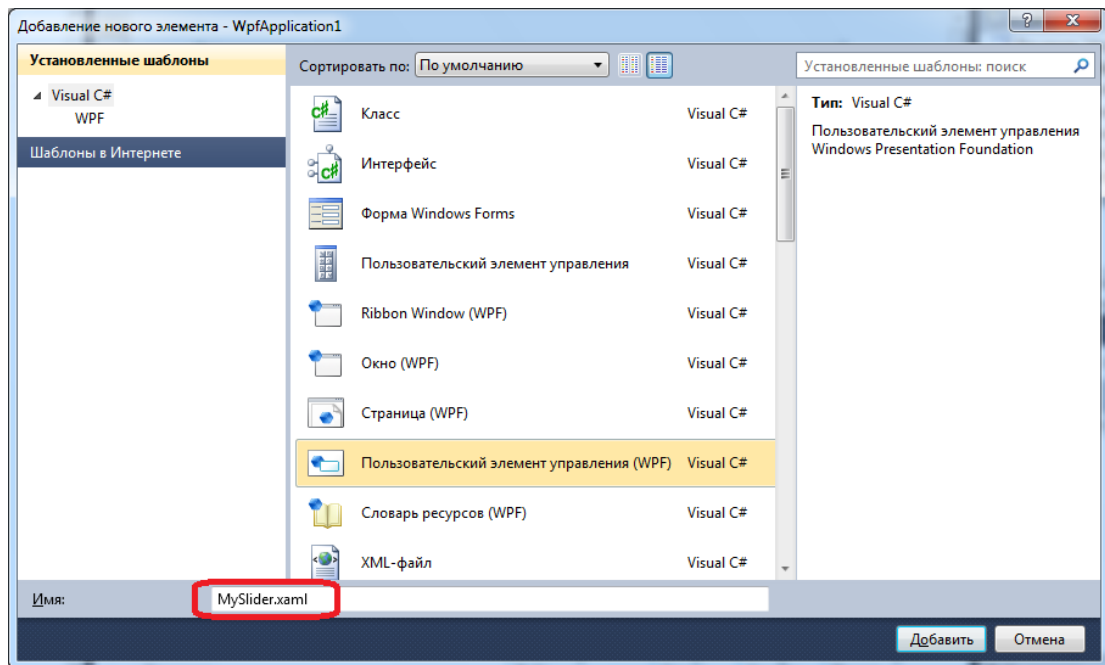 Добавление нового элемента - WpfApplication1
Установленные шаблоны
Visual C#
WPF
Шаблоны в Интернете
Сортировать по: По умолчанию
Установленные шаблоны: поиск
C#
Класс Visual C#
C#
Интерфейс Visual C#
Форма Windows Forms Visual C#
Пользовательский элемент управления Visual C#
Ribbon Window (WPF) Visual C#
Окно (WPF) Visual C#
Страница (WPF) Visual C#
Пользовательский элемент управления (WPF) Visual C#
Словарь ресурсов (WPF) Visual C#
XML-файл Visual C#
Тип: Visual C#
Пользовательский элемент управления
Windows Presentation Foundation
Имя: MySlider.xaml
Добавить Отмена